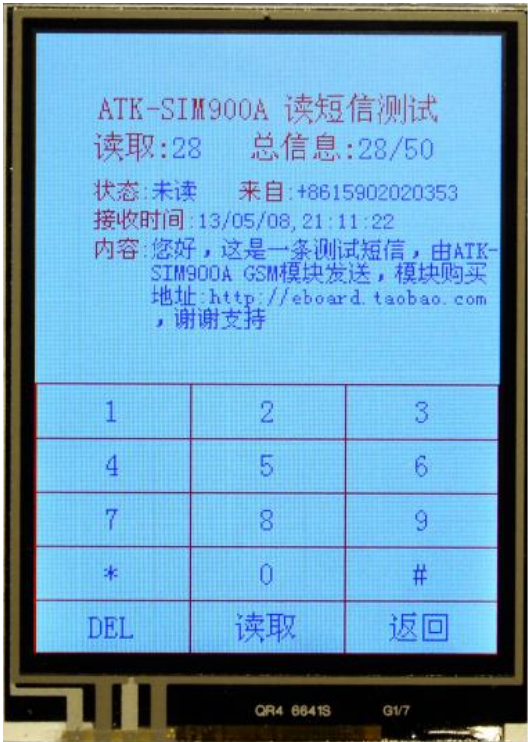 ATK-SIM900A 读短信测试
读取:28 总信息:28/50
状态:未读 来自:+8615902020353
接收时间:13/05/08,21:11:22
内容:您好，这是一条测试短信，由ATK-
SIM900A GSM模块发送，模块购买
地址:http://eboard.taobao.com
，谢谢支持
1 2 3
4 5 6
7 8 9
* 0 #
DEL 读取 返回
QR4 6641S G1/7